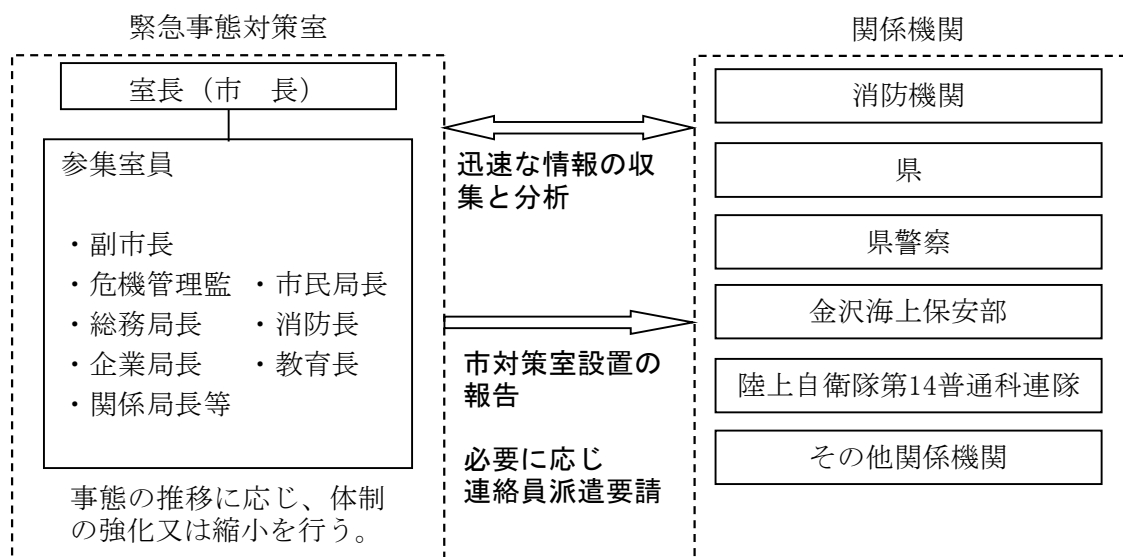 緊急事態対策室
室長（市　長）
参集室員
・副市長
・危機管理監　・市民局長
・総務局長　・消防長
・企業局長　・教育長
・関係局長等
事態の推移に応じ、体制
の強化又は縮小を行う。
迅速な情報の収
集と分析
市対策室設置の
報告
必要に応じ
連絡員派遣要請
関係機関
消防機関
県
県警察
金沢海上保安部
陸上自衛隊第14普通科連隊
その他関係機関